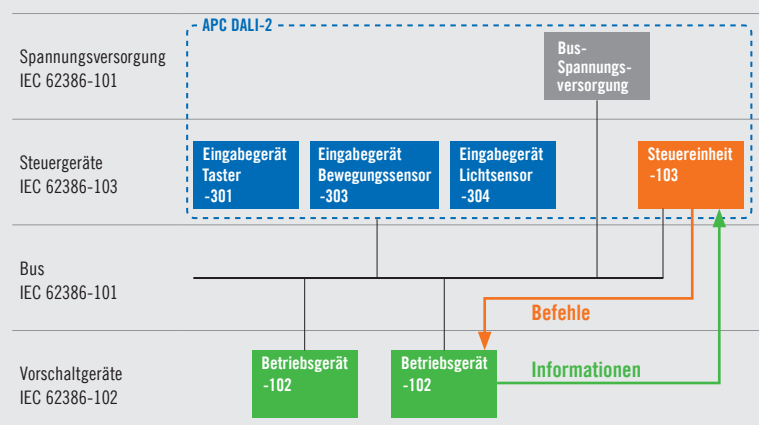 APC DALI-2
Spannungsversorgung
IEC 62386-101
Bus-
Spannungs-
versorgung
Steuergeräte
IEC 62386-103
Eingabegerät
Taster
-301
Eingabegerät
Bewegungssensor
-303
Eingabegerät
Lichtsensor
-304
Steuereinheit
-103
Bus
IEC 62386-101
Befehle
Vorschaltgeräte
IEC 62386-102
Betriebsgerät
-102
Betriebsgerät
-102
Informationen